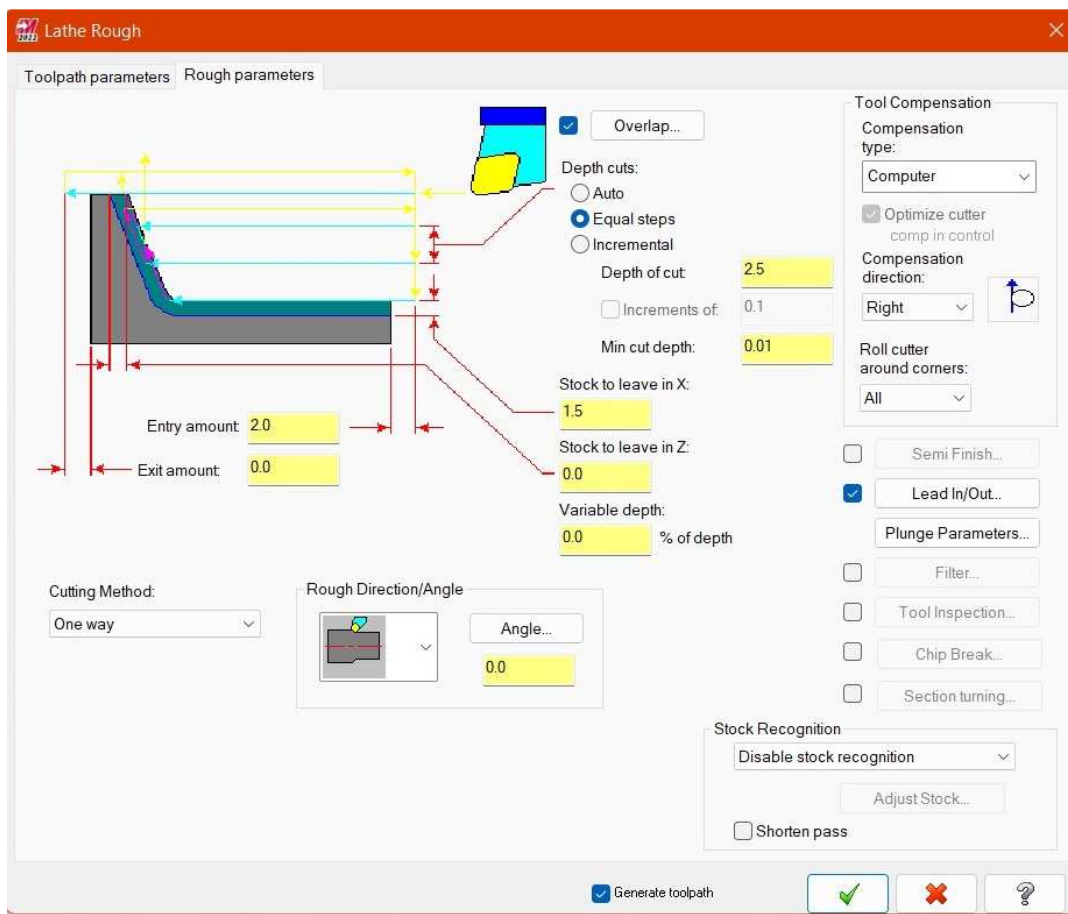 Lathe Rough
Toolpath parameters
Rough parameters
Overlap...
Depth cuts:
Auto
Equal steps
Incremental
Depth of cut: 2.5
Increments of: 0.1
Min cut depth: 0.01
Stock to leave in X:
1.5
Stock to leave in Z:
0.0
Variable depth:
0.0 % of depth
Entry amount: 2.0
Exit amount: 0.0
Cutting Method:
One way
Rough Direction/Angle
Angle...
0.0
Tool Compensation
Compensation
type:
Computer
Optimize cutter
comp in control
Compensation
direction:
Right
Roll cutter
around corners:
All
Semi Finish...
Lead In/Out...
Plunge Parameters...
Filter...
Tool Inspection...
Chip Break...
Section turning...
Stock Recognition
Disable stock recognition
Adjust Stock...
Shorten pass
Generate toolpath